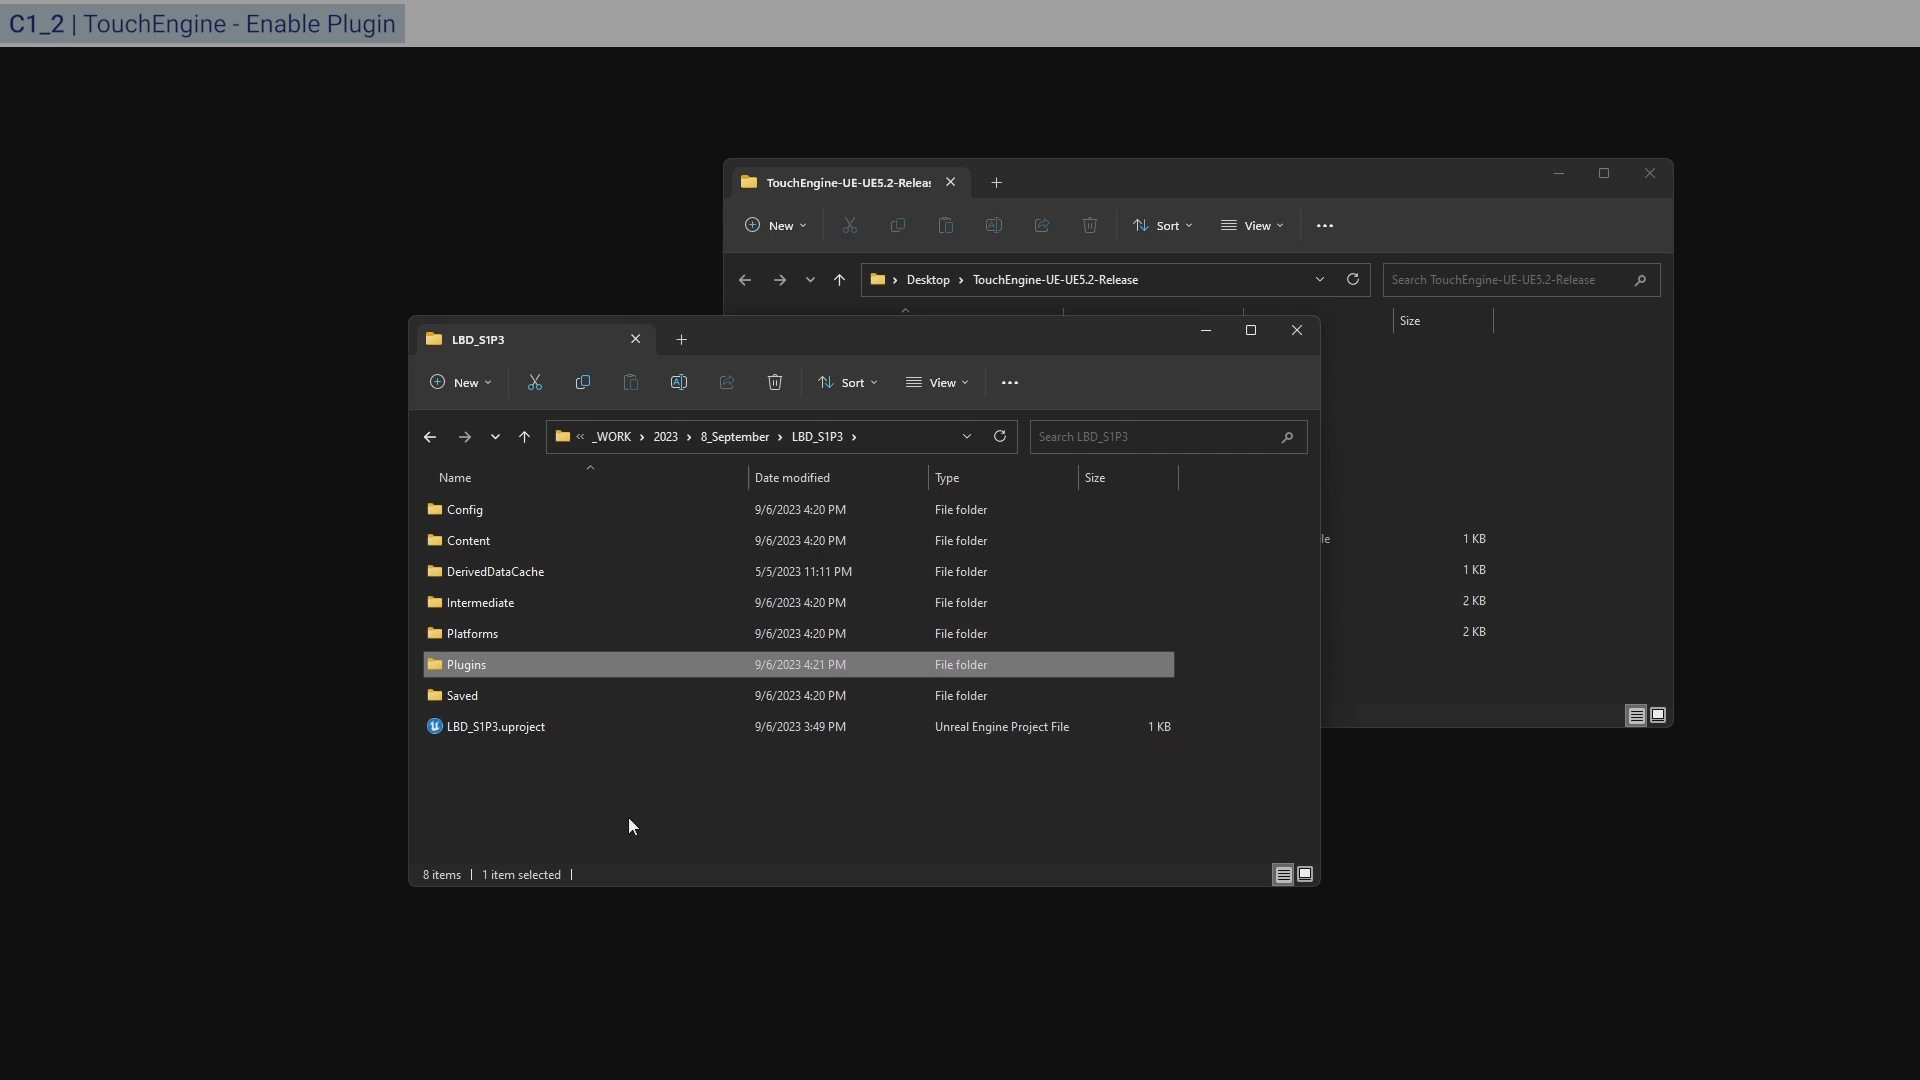 C1_2 | TouchEngine - Enable Plugin
TouchEngine-UE-UE5.2-Releas
New
Sort
View
Desktop > TouchEngine-UE-UE5.2-Release
Search TouchEngine-UE-UE5.2-Release
Size
LBD_S1P3
New
Sort
View
« _WORK > 2023 > 8_September > LBD_S1P3 >
Search LBD_S1P3
Name Date modified Type Size
Config 9/6/2023 4:20 PM File folder
Content 9/6/2023 4:20 PM File folder
DerivedDataCache 5/5/2023 11:11 PM File folder
Intermediate 9/6/2023 4:20 PM File folder
Platforms 9/6/2023 4:20 PM File folder
Plugins 9/6/2023 4:21 PM File folder
Saved 9/6/2023 4:20 PM File folder
LBD_S1P3.uproject 9/6/2023 3:49 PM Unreal Engine Project File 1 KB
le 1 KB
1 KB
2 KB
2 KB
8 items | 1 item selected |